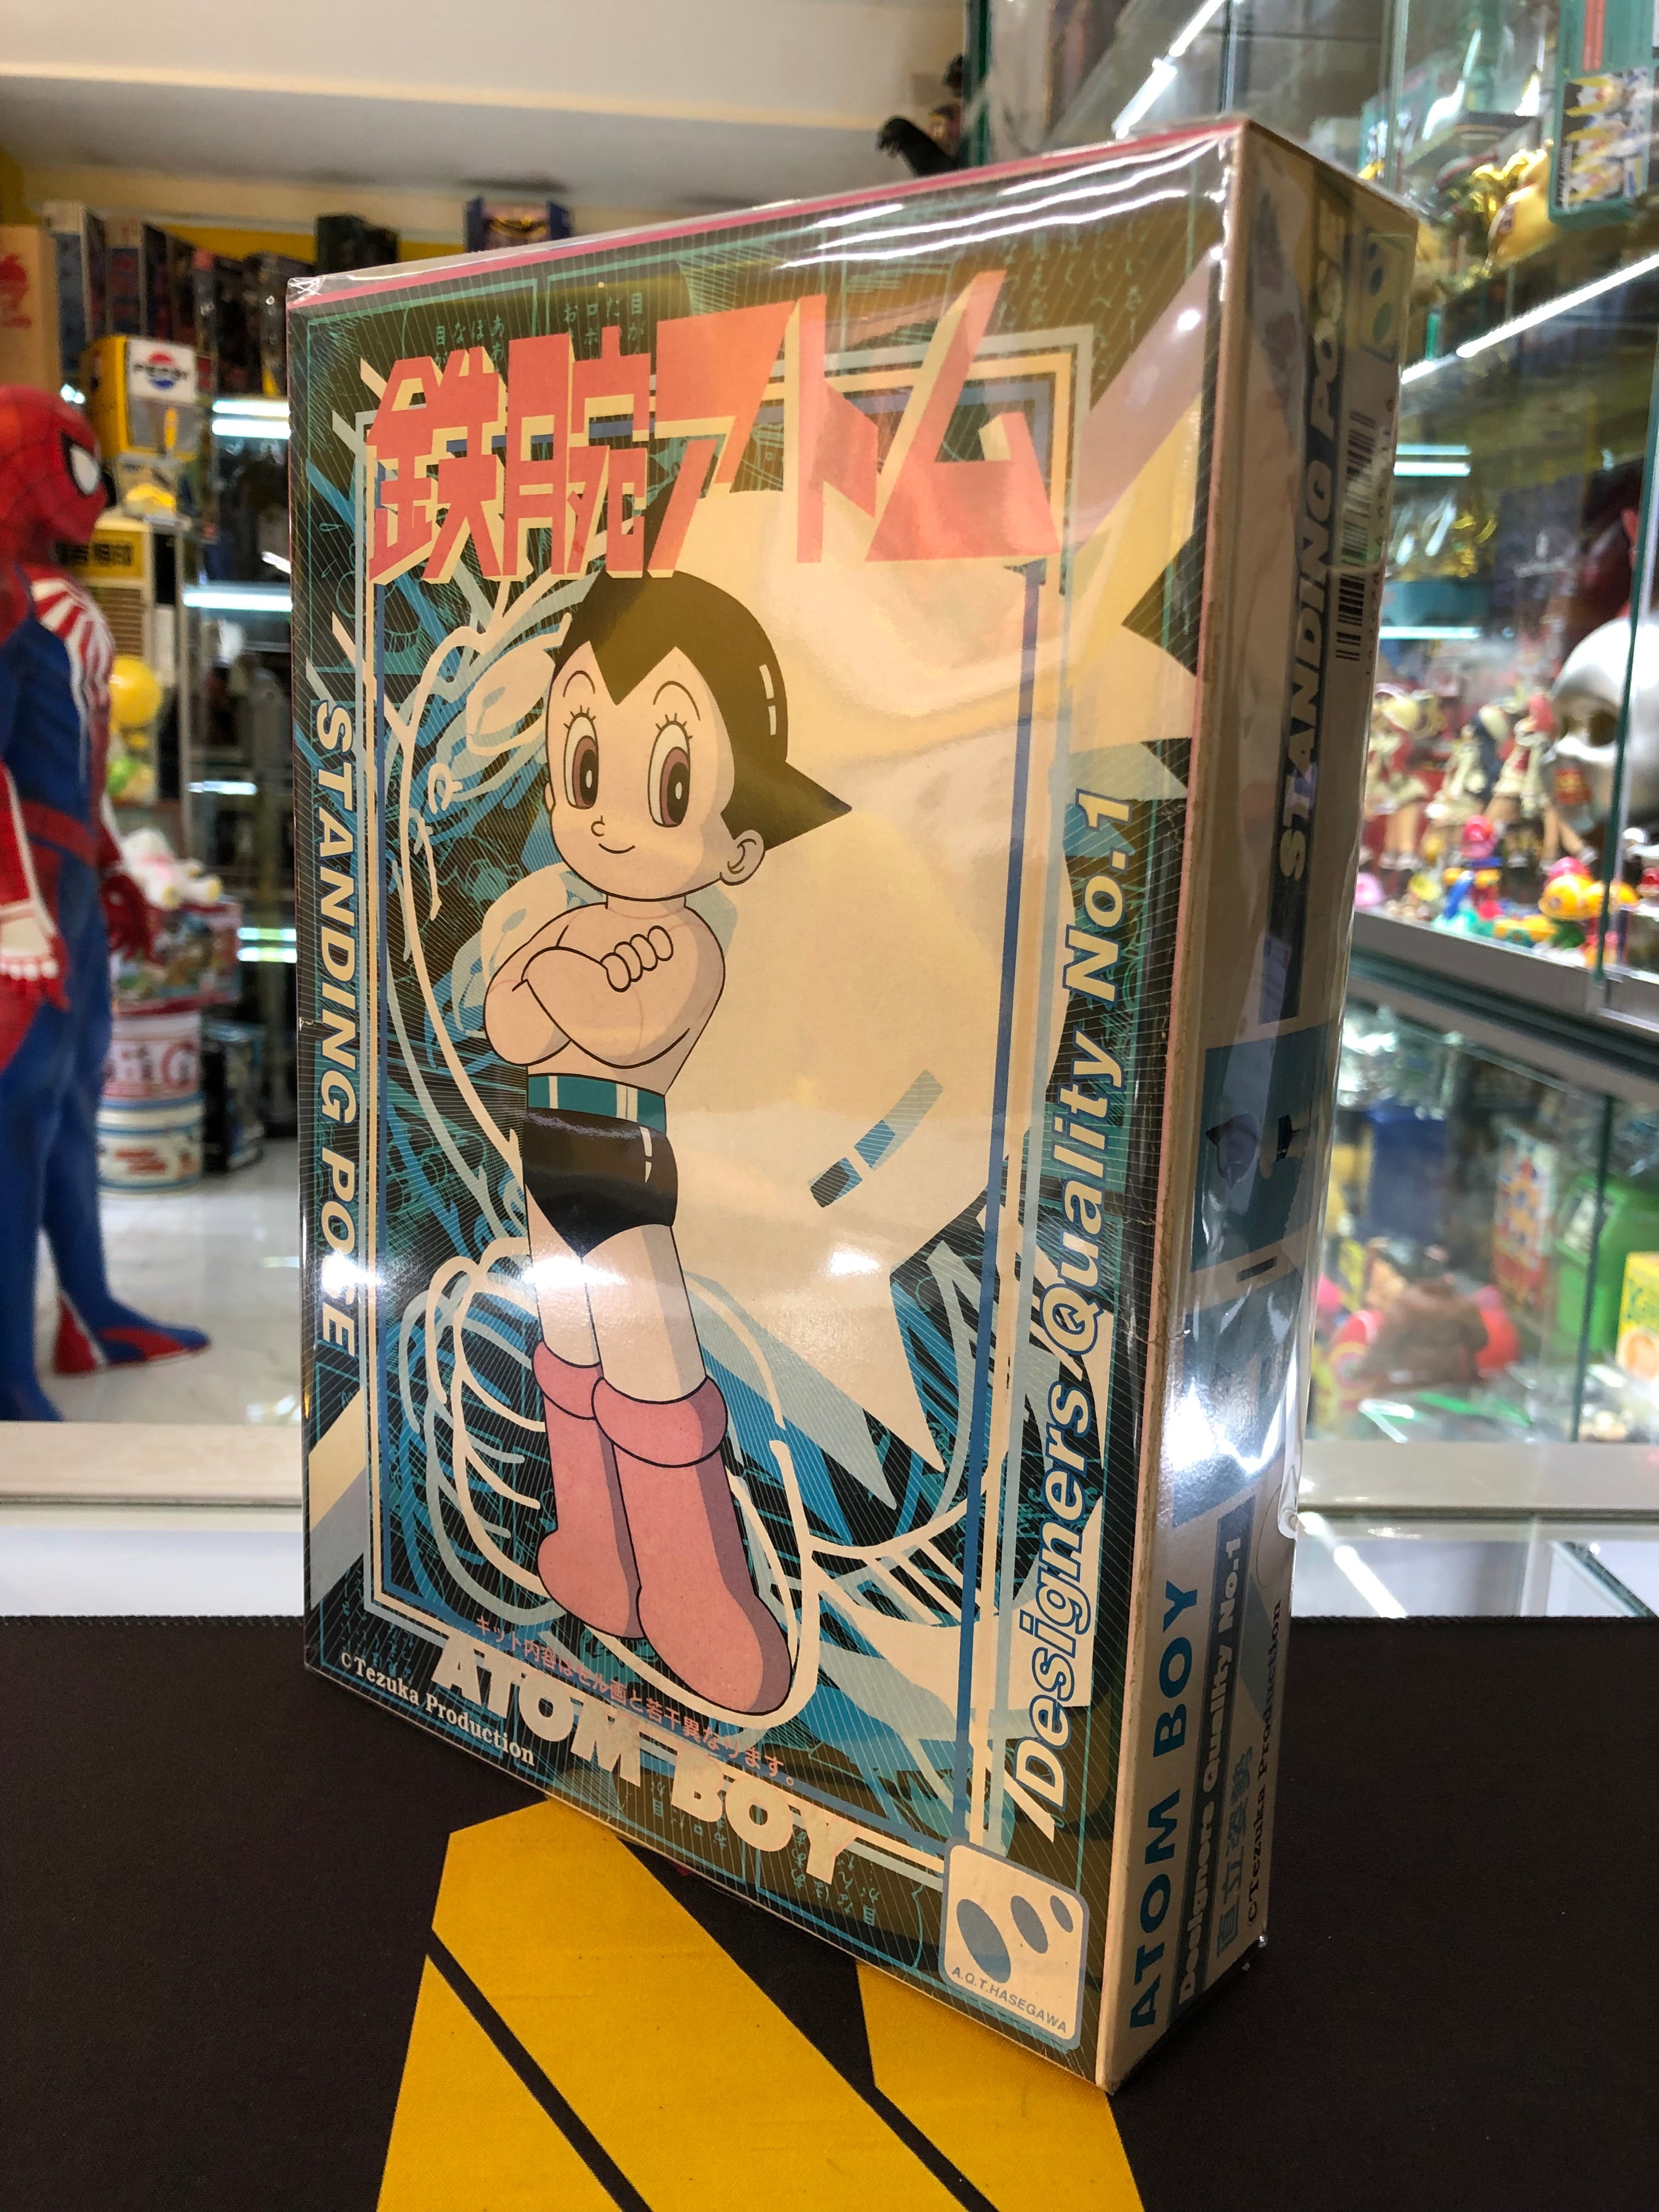 鉄腕アトム
STANDING POSE
/Designers Quality No.1
キット内容はセル画と若干異なります。
©Tezuka Production
ATOM BOY
A.Q.T.HASEGAWA
STANDING POSE
ATOM BOY
Designers Quality No.1
©Tezuka Production
PEPSI